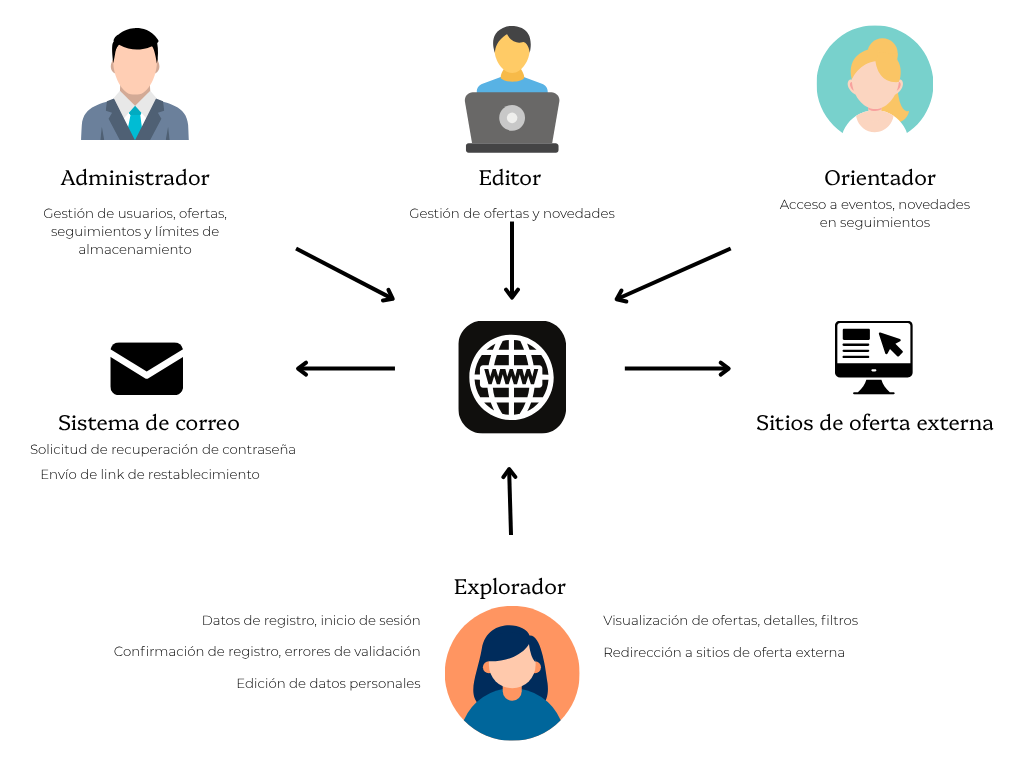 Administrador
Gestión de usuarios, ofertas,
seguimientos y límites de
almacenamiento
Editor
Gestión de ofertas y novedades
Orientador
Acceso a eventos, novedades
en seguimientos
WWW
Sistema de correo
Solicitud de recuperación de contraseña
Envío de link de restablecimiento
Sitios de oferta externa
Explorador
Datos de registro, inicio de sesión
Confirmación de registro, errores de validación
Edición de datos personales
Visualización de ofertas, detalles, filtros
Redirección a sitios de oferta externa